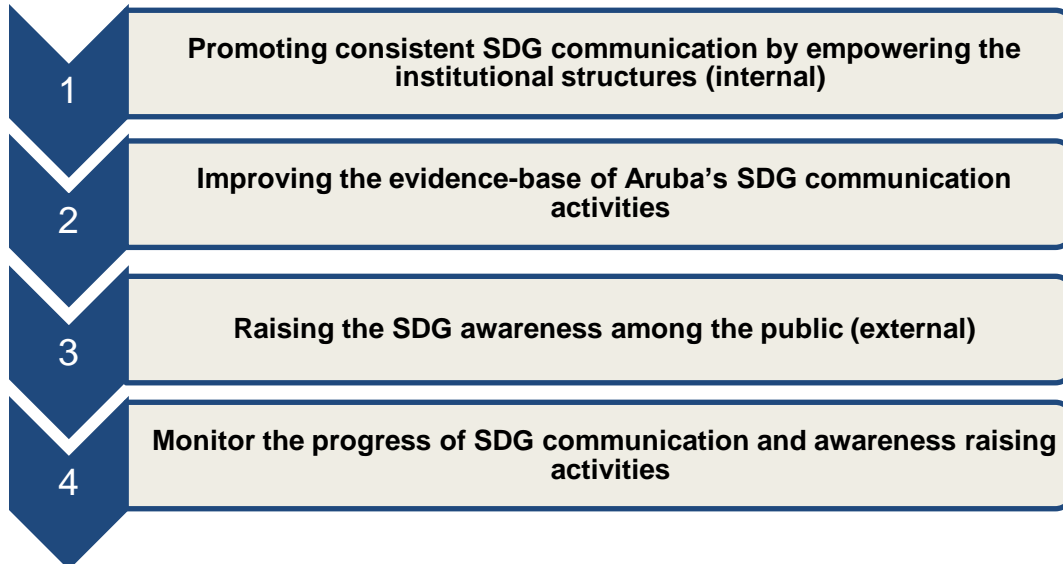 1
Promoting consistent SDG communication by empowering the
institutional structures (internal)
2
Improving the evidence-base of Aruba's SDG communication
activities
3
Raising the SDG awareness among the public (external)
4
Monitor the progress of SDG communication and awareness raising
activities